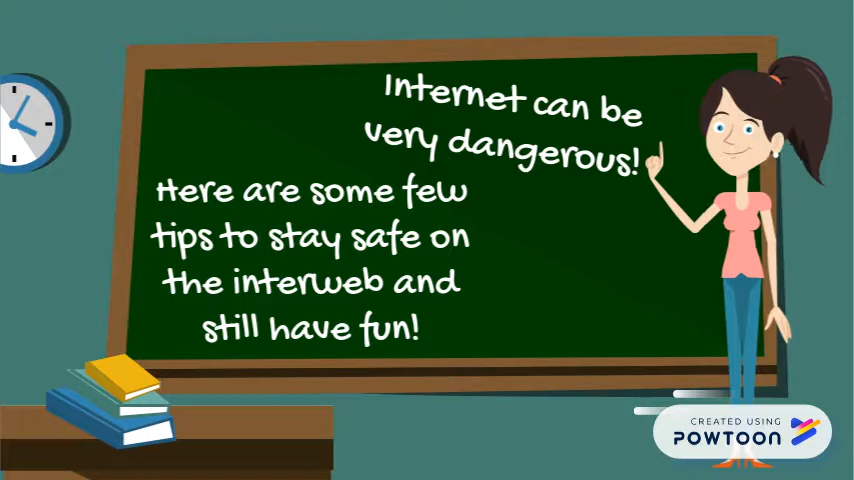 Internet can be
very dangerous!
Here are some few
tips to stay safe on
the interweb and
still have fun!
CREATED USING
POWTOON